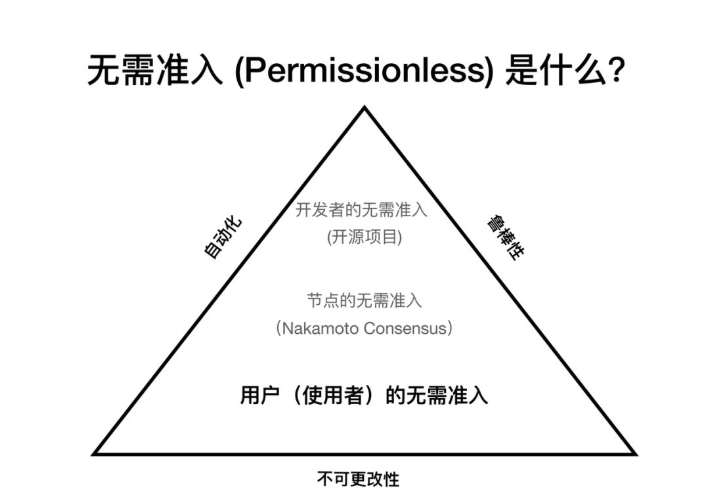 无需准入 (Permissionless) 是什么?
自动化
鲁棒性
开发者的无需准入
(开源项目)
节点的无需准入
（Nakamoto Consensus）
用户（使用者）的无需准入
不可更改性